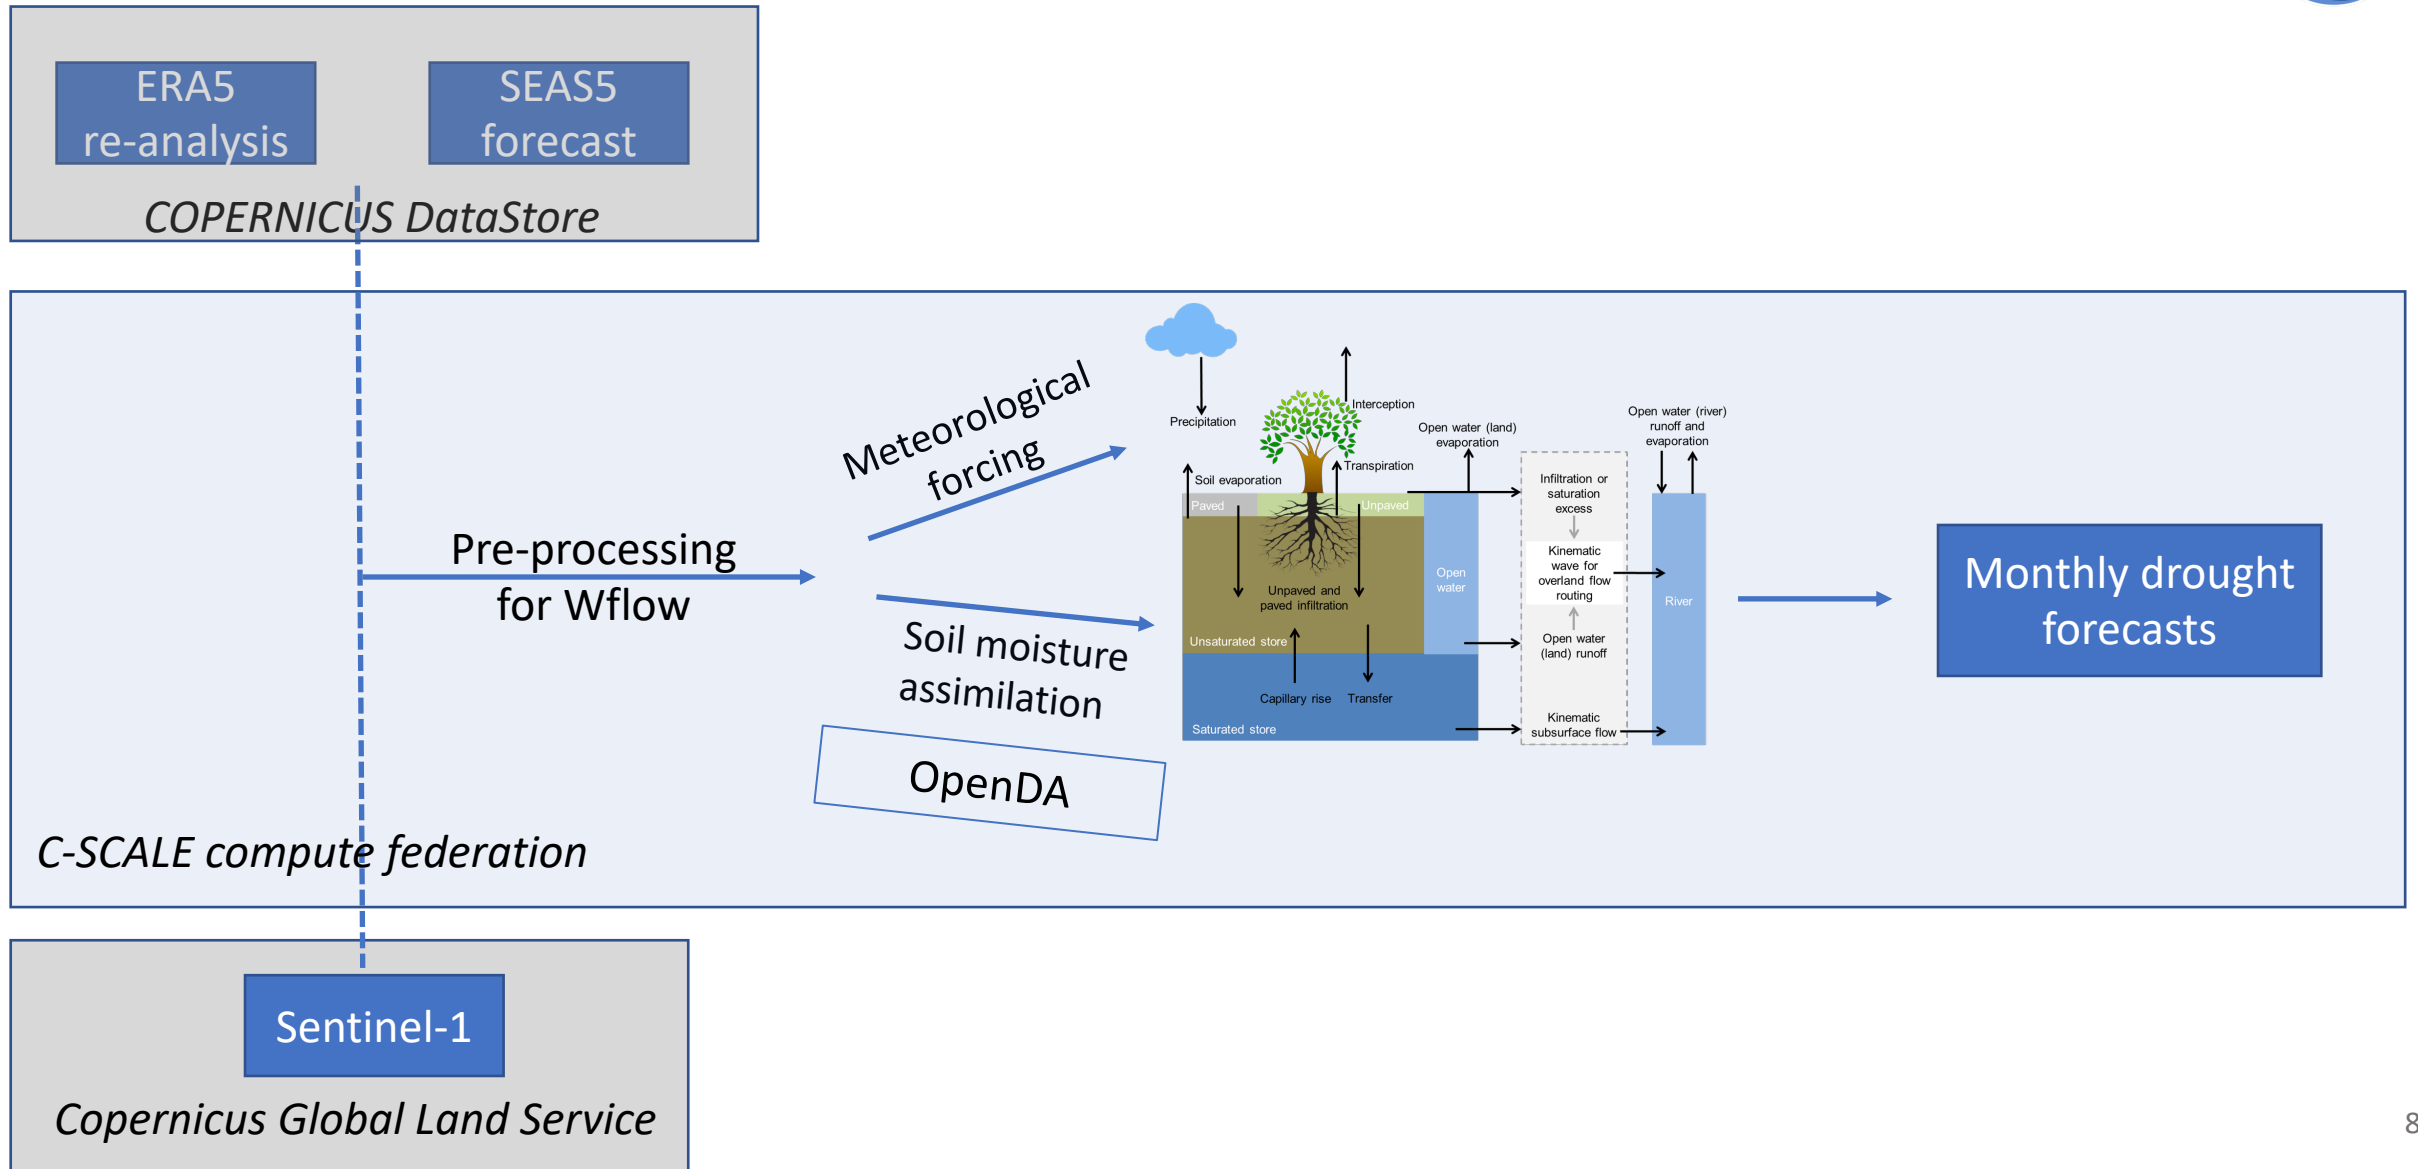 ERA5
re-analysis
SEAS5
forecast
COPERNICUS DataStore
Meteorological
forcing
Pre-processing
for Wflow
Soil moisture
assimilation
OpenDA
C-SCALE compute federation
Precipitation
Interception
Open water (land)
evaporation
Open water (river)
runoff and
evaporation
Soil evaporation
Transpiration
Paved
Unpaved
Infiltration or
saturation
excess
Kinematic
wave for
overland flow
routing
Open
water
River
Unpaved and
paved infiltration
Unsaturated store
Open water
(land) runoff
Capillary rise
Transfer
Saturated store
Kinematic
subsurface flow
Monthly drought
forecasts
Sentinel-1
Copernicus Global Land Service
8